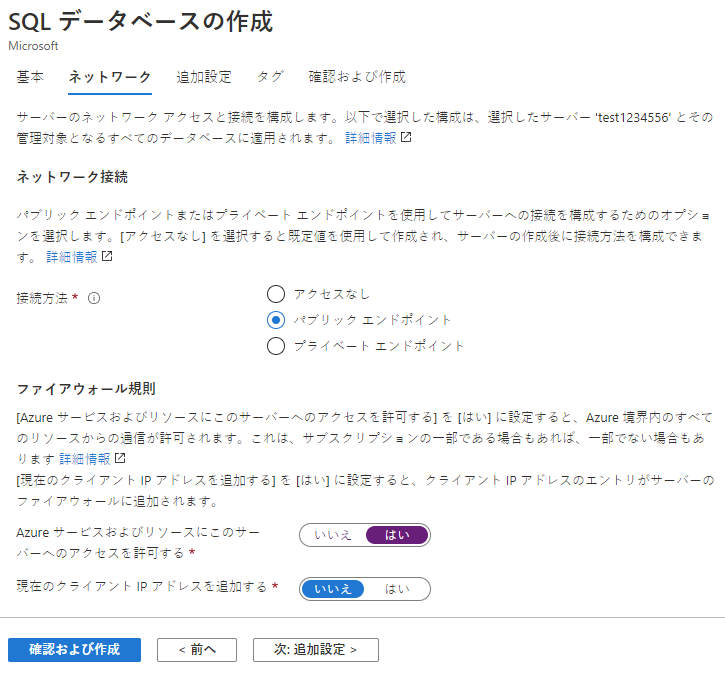 SQL データベースの作成
Microsoft
基本 ネットワーク 追加設定 タグ 確認および作成
サーバーのネットワーク アクセスと接続を構成します。以下で選択した構成は、選択したサーバー 'test1234556' とその
管理対象となるすべてのデータベースに適用されます。 詳細情報
ネットワーク接続
パブリック エンドポイントまたはプライベート エンドポイントを使用してサーバーへの接続を構成するためのオプショ
ンを選択します。[アクセスなし] を選択すると既定値を使用して作成され、サーバーの作成後に接続方法を構成できま
す。 詳細情報
接続方法 *
アクセスなし
パブリック エンドポイント
プライベート エンドポイント
ファイアウォール規則
[Azure サービスおよびリソースにこのサーバーへのアクセスを許可する] を [はい] に設定すると、Azure 境界内のすべて
のリソースからの通信が許可されます。これは、サブスクリプションの一部である場合もあれば、一部でない場合もあ
ります 詳細情報
[現在のクライアント IP アドレスを追加する] を [はい] に設定すると、クライアント IP アドレスのエントリがサーバーの
ファイアウォールに追加されます。
Azure サービスおよびリソースにこのサー
バーへのアクセスを許可する *
いいえ はい
現在のクライアント IP アドレスを追加する *
いいえ はい
確認および作成 < 前へ 次: 追加設定 >